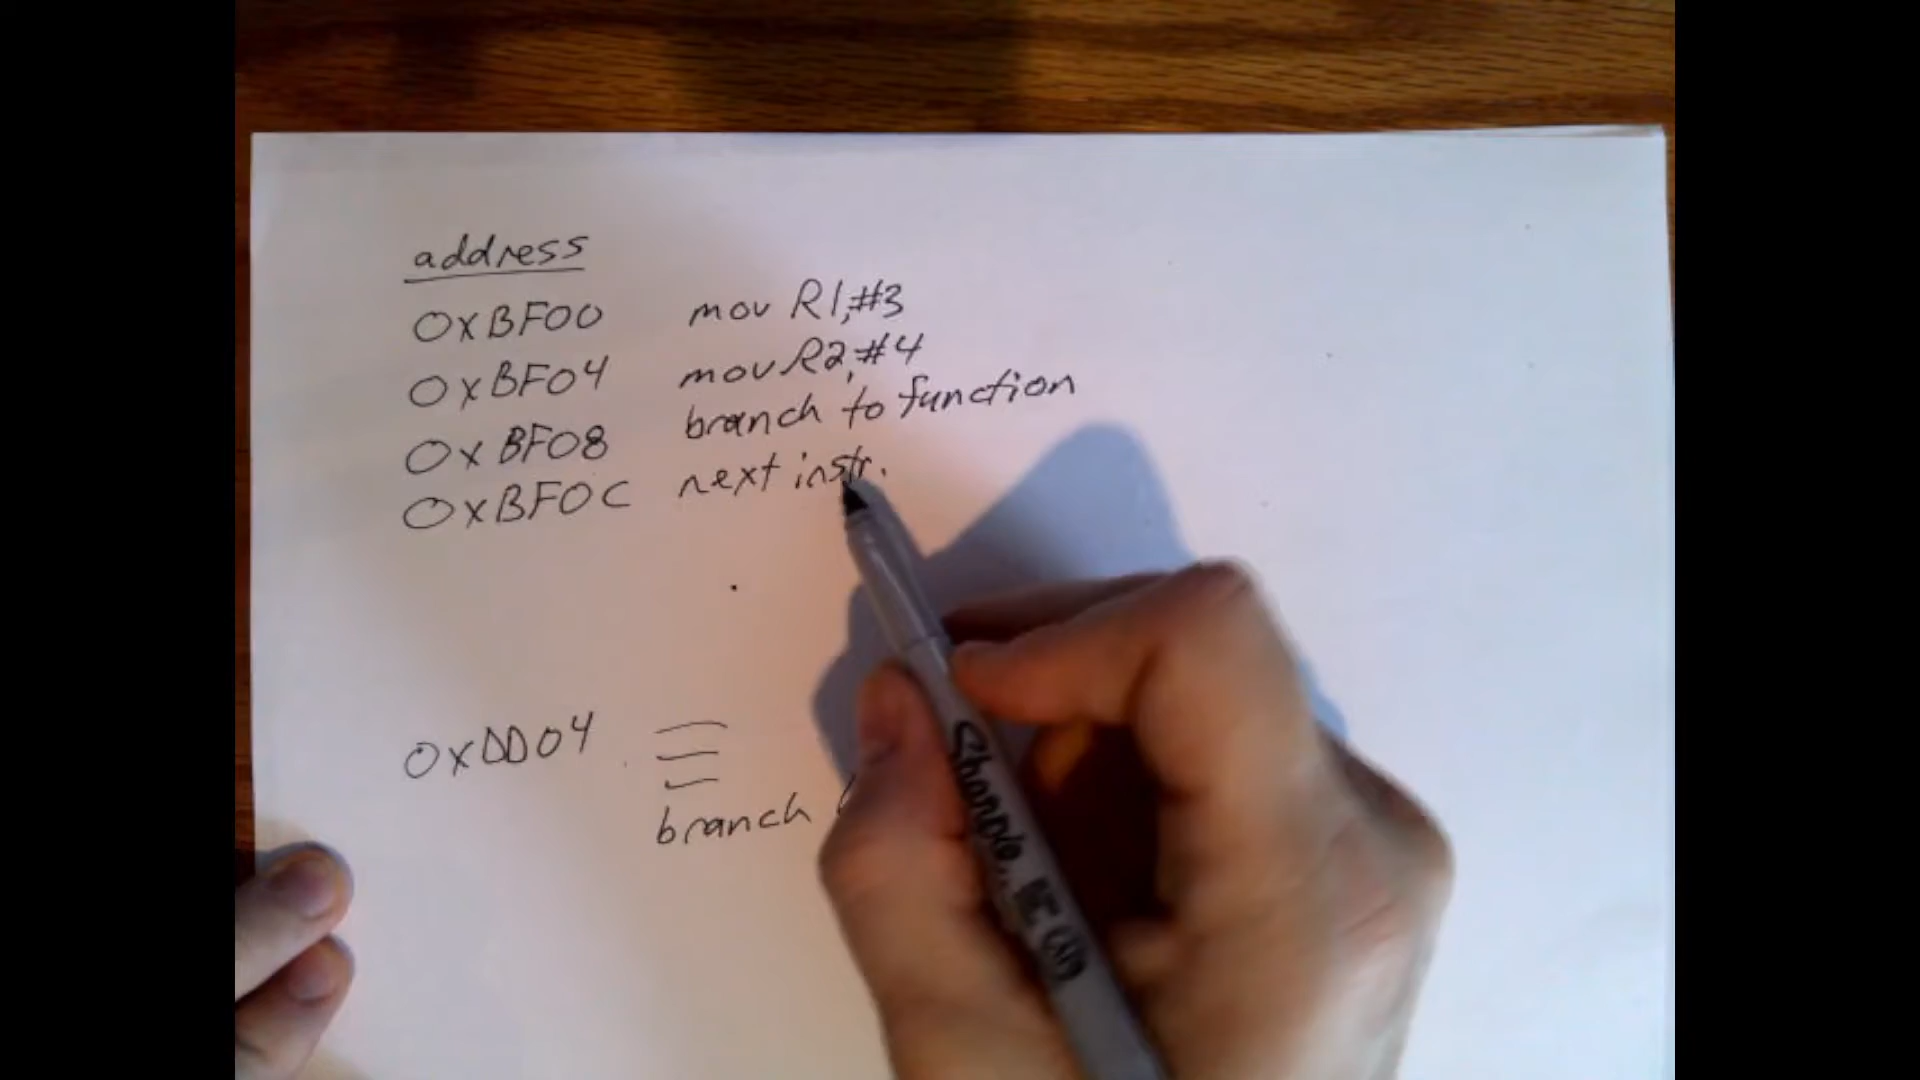 address
0xBF00 mov R1,#3
0xBF04 mov R2,#4
0xBF08 branch to function
0xBF0C next instr.
0xDD04
branch
Sharpie